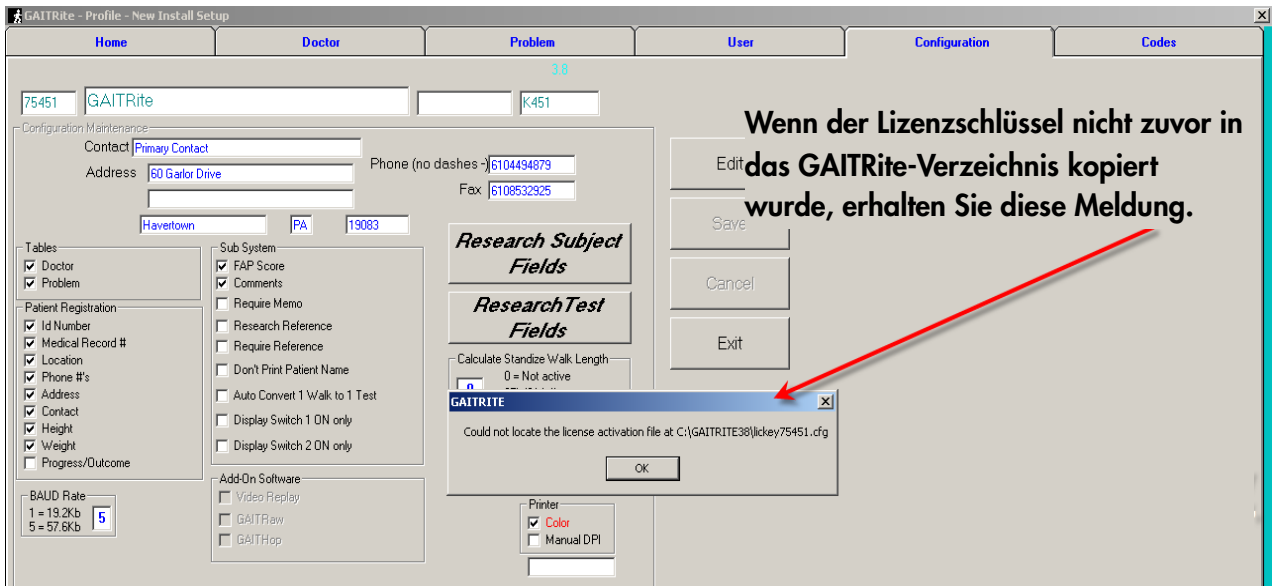 GAITRite - Profile - New Install Setup
Home Doctor Problem User Configuration Codes
3.8
75451 GAITRite K451
Configuration Maintenance
Contact Primary Contact
Address 60 Garlor Drive
Phone (no dashes -) 6104494879
Fax 6108532925
Havertown PA 19083
Tables
Doctor
Problem
Patient Registration
Id Number
Medical Record #
Location
Phone #'s
Address
Contact
Height
Weight
Progress/Outcome
BAUD Rate
1 = 19.2Kb
5 = 57.6Kb
5
Sub System
FAP Score
Comments
Require Memo
Research Reference
Require Reference
Don't Print Patient Name
Auto Convert 1 Walk to 1 Test
Display Switch 1 ON only
Display Switch 2 ON only
Add-On Software
Video Replay
GAITRaw
GAITHop
Research Subject
Fields
ResearchTest
Fields
Calculate Standize Walk Length
0 = Not active
Edit
Save
Cancel
Exit
Wenn der Lizenzschlüssel nicht zuvor in
das GAITRite-Verzeichnis kopiert
wurde, erhalten Sie diese Meldung.
GAITRITE
Could not locate the license activation file at C:\GAITRITE38\lickey75451.cfg
OK
Printer
Color
Manual DPI